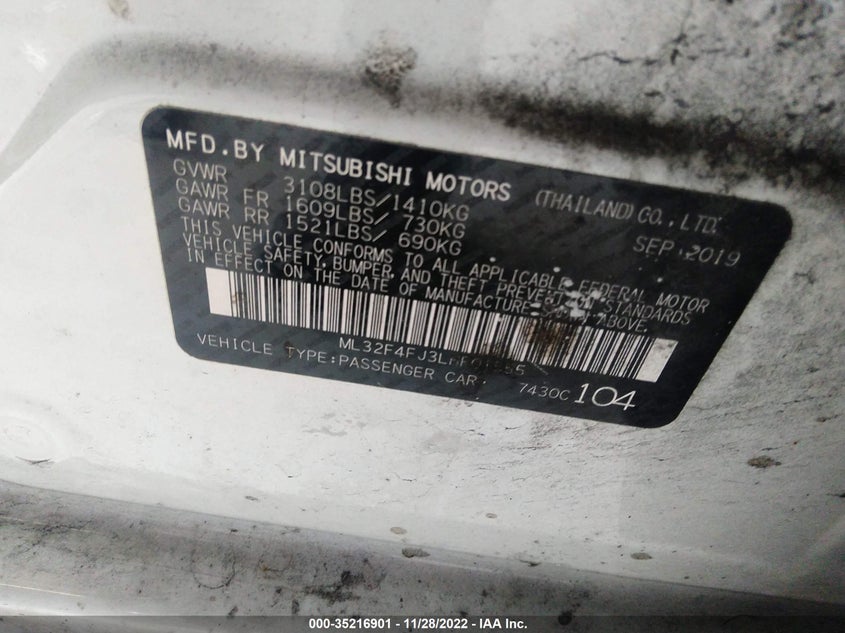 MFD.BY MITSUBISHI MOTORS (THAILAND) CO., LTD.
GVWR 3108LBS/1410KG SEP.2019
GAWR FR 1609LBS/ 730KG
GAWR RR 1521LBS/ 690KG
THIS VEHICLE CONFORMS TO ALL APPLICABLE FEDERAL MOTOR
VEHICLE SAFETY, BUMPER, AND THEFT PREVENTION STANDARDS
IN EFFECT ON THE DATE OF MANUFACTURE ABOVE.
VEHICLE TYPE:PASSENGER CAR 7430C 104
000-35216901 - 11/28/2022 - IAA Inc.